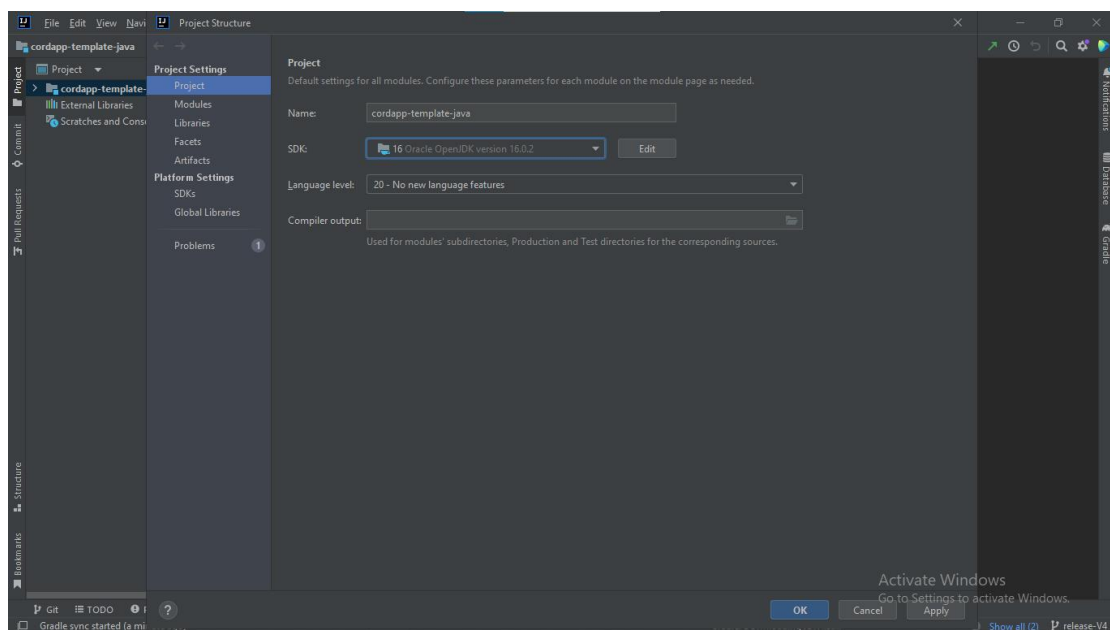 File Edit View Navi Project Structure
cordapp-template-java
Project
Project
cordapp-template-
External Libraries
Scratches and Cons
Commit
Pull Requests
Structure
Bookmarks
Project Settings
Project
Modules
Libraries
Facets
Artifacts
Platform Settings
SDKs
Global Libraries
Problems 1
Project
Default settings for all modules. Configure these parameters for each module on the module page as needed.
Name: cordapp-template-java
SDK: 16 Oracle OpenJDK version 16.0.2 Edit
Language level: 20 - No new language features
Compiler output:
Used for modules' subdirectories, Production and Test directories for the corresponding sources.
Notifications
Database
Gradle
Activate Windows
Go to Settings to activate Windows.
? OK Cancel Apply
Git TODO
Gradle sync started (a mi
Show all (2) release-V4